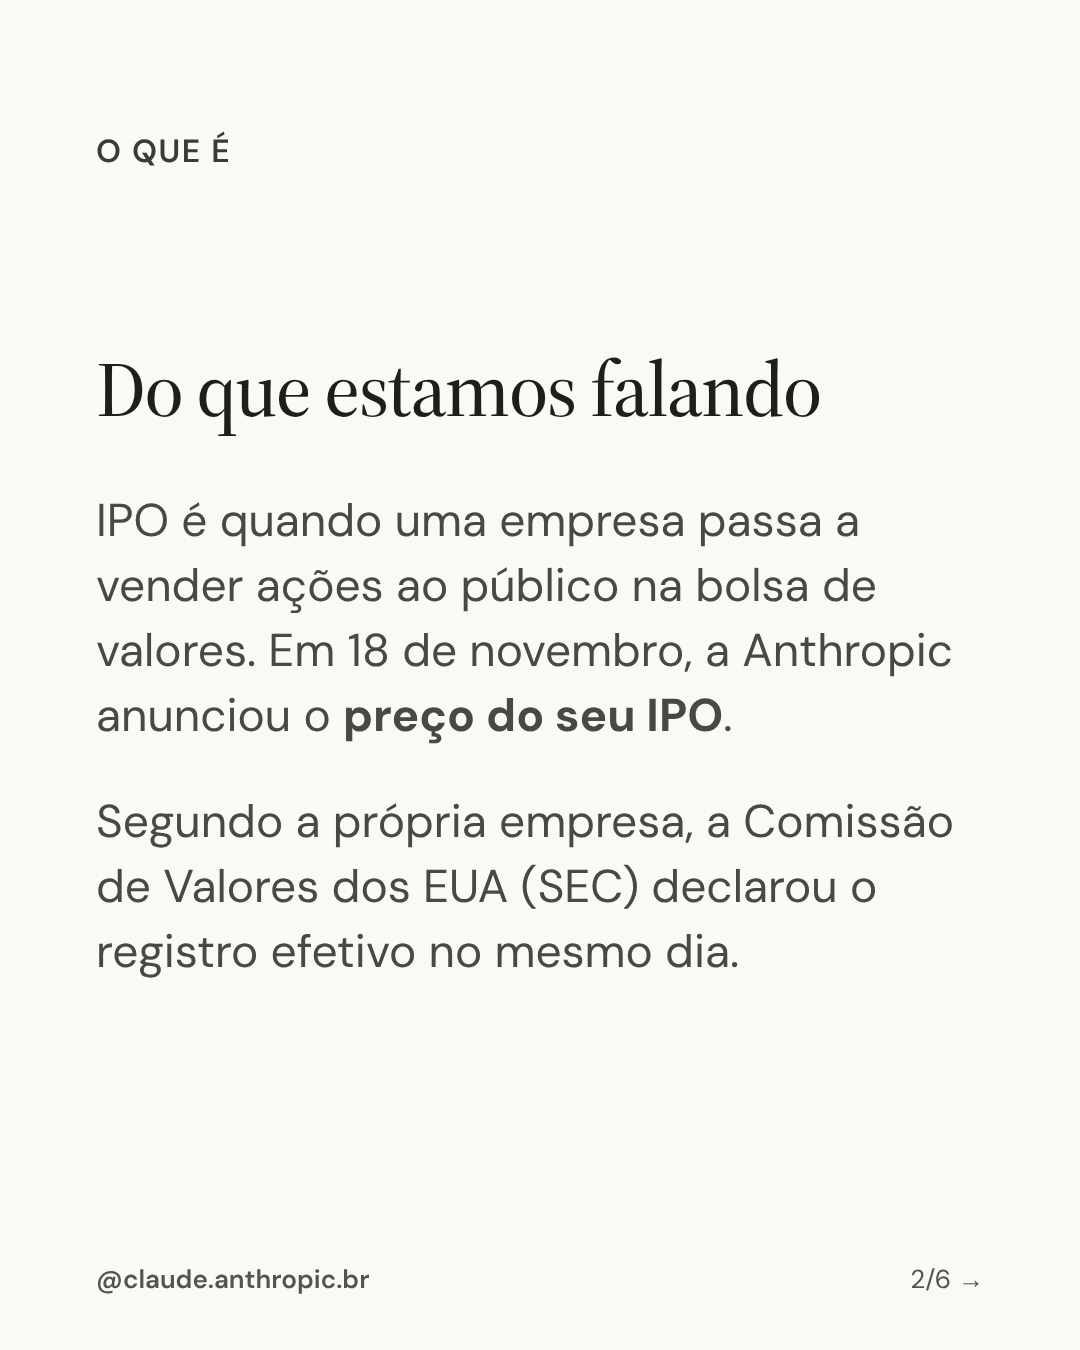 O QUE É
Do que estamos falando
IPO é quando uma empresa passa a
vender ações ao público na bolsa de
valores. Em 18 de novembro, a Anthropic
anunciou o preço do seu IPO.
Segundo a própria empresa, a Comissão
de Valores dos EUA (SEC) declarou o
registro efetivo no mesmo dia.
@claude.anthropic.br
2/6 →